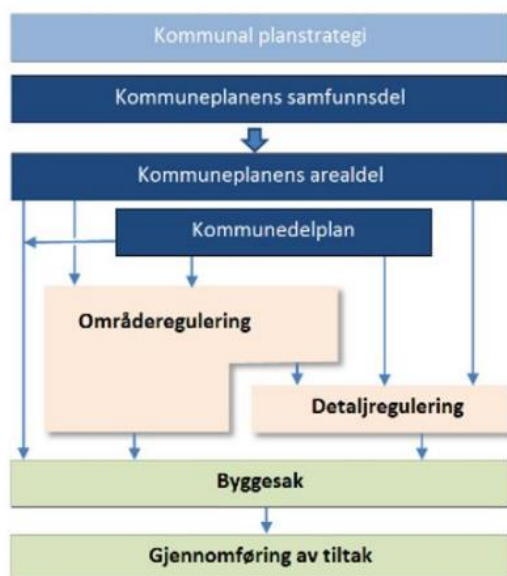 Kommunal planstrategi
Kommuneplanens samfunnsdel
Kommuneplanens arealdel
Kommunedelplan
Områderegulering
Detaljregulering
Byggesak
Gjennomføring av tiltak